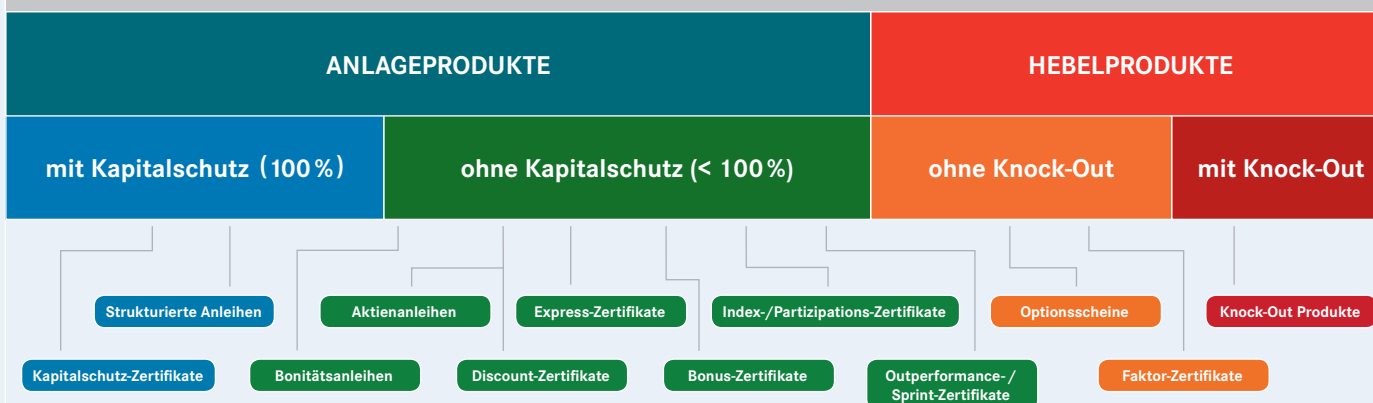 ANLAGEPRODUKTE
HEBELPRODUKTE
mit Kapitalschutz (100 %)
ohne Kapitalschutz (< 100 %)
ohne Knock-Out
mit Knock-Out
Strukturierte Anleihen
Aktienanleihen
Express-Zertifikate
Index-/Partizipations-Zertifikate
Optionsscheine
Knock-Out Produkte
Kapitalschutz-Zertifikate
Bonitätsanleihen
Discount-Zertifikate
Bonus-Zertifikate
Outperformance-/
Sprint-Zertifikate
Faktor-Zertifikate